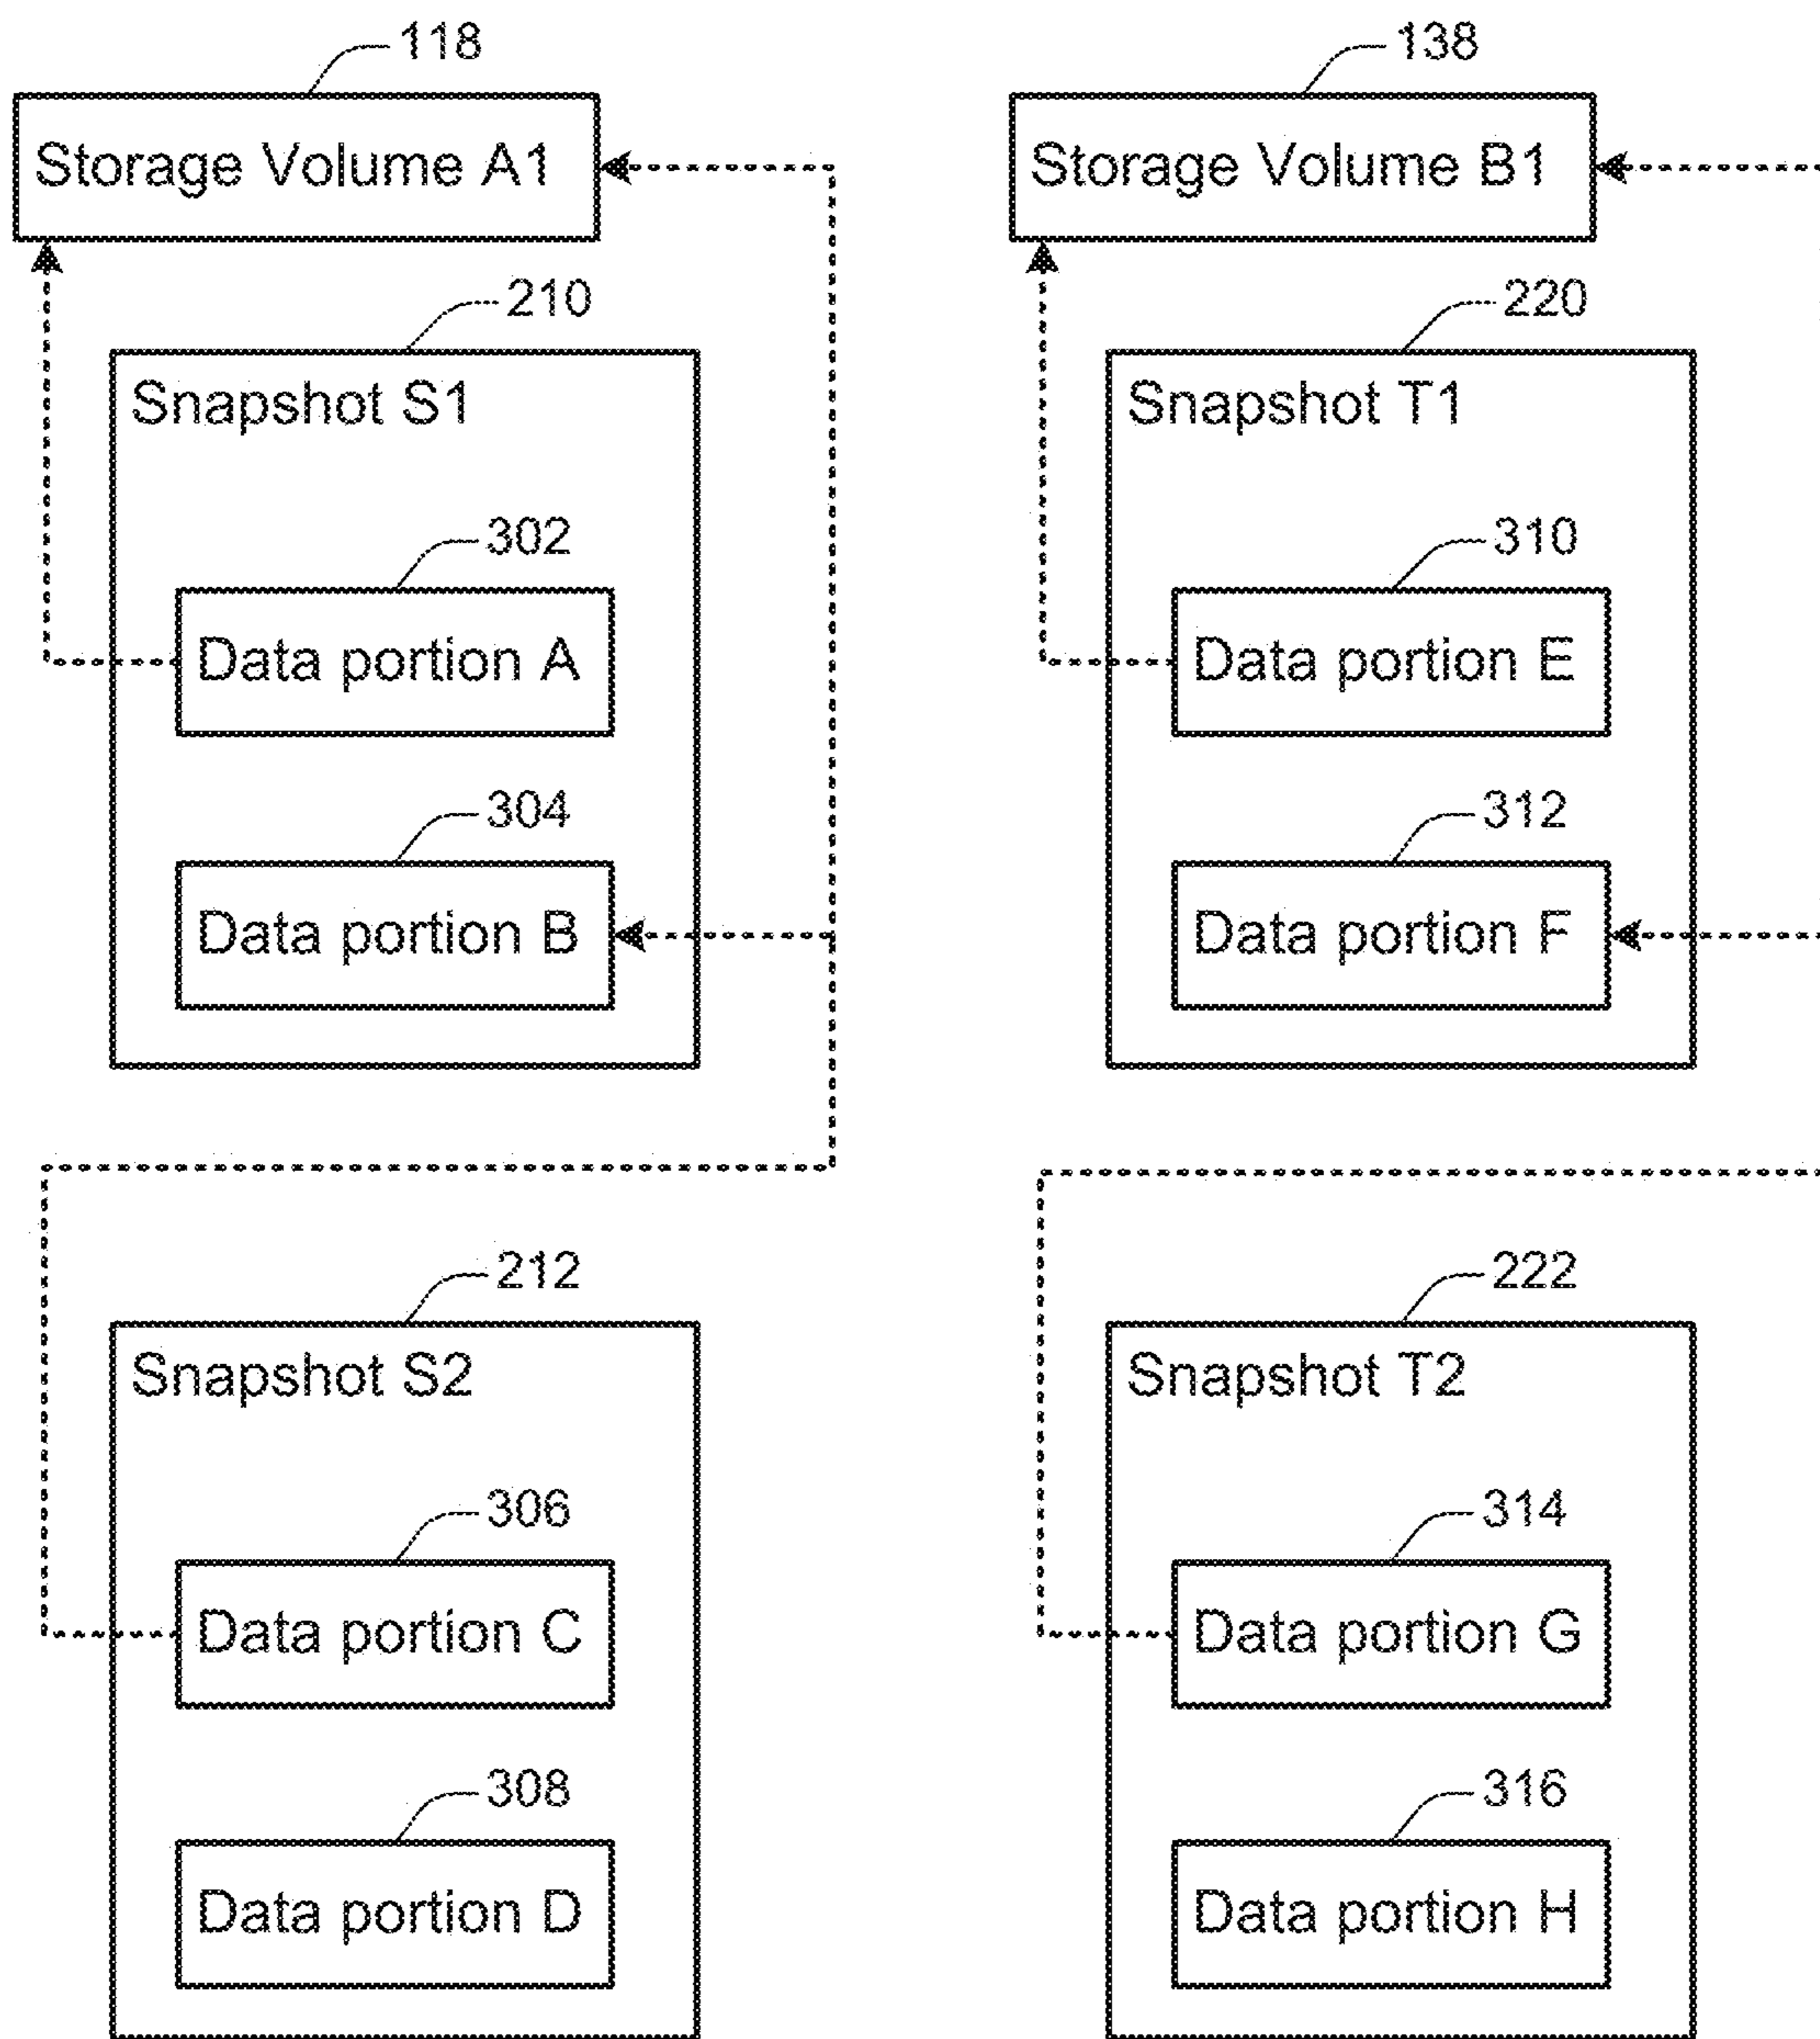 118
Storage Volume A1
210
Snapshot S1
302
Data portion A
304
Data portion B
212
Snapshot S2
306
Data portion C
308
Data portion D
138
Storage Volume B1
220
Snapshot T1
310
Data portion E
312
Data portion F
222
Snapshot T2
314
Data portion G
316
Data portion H